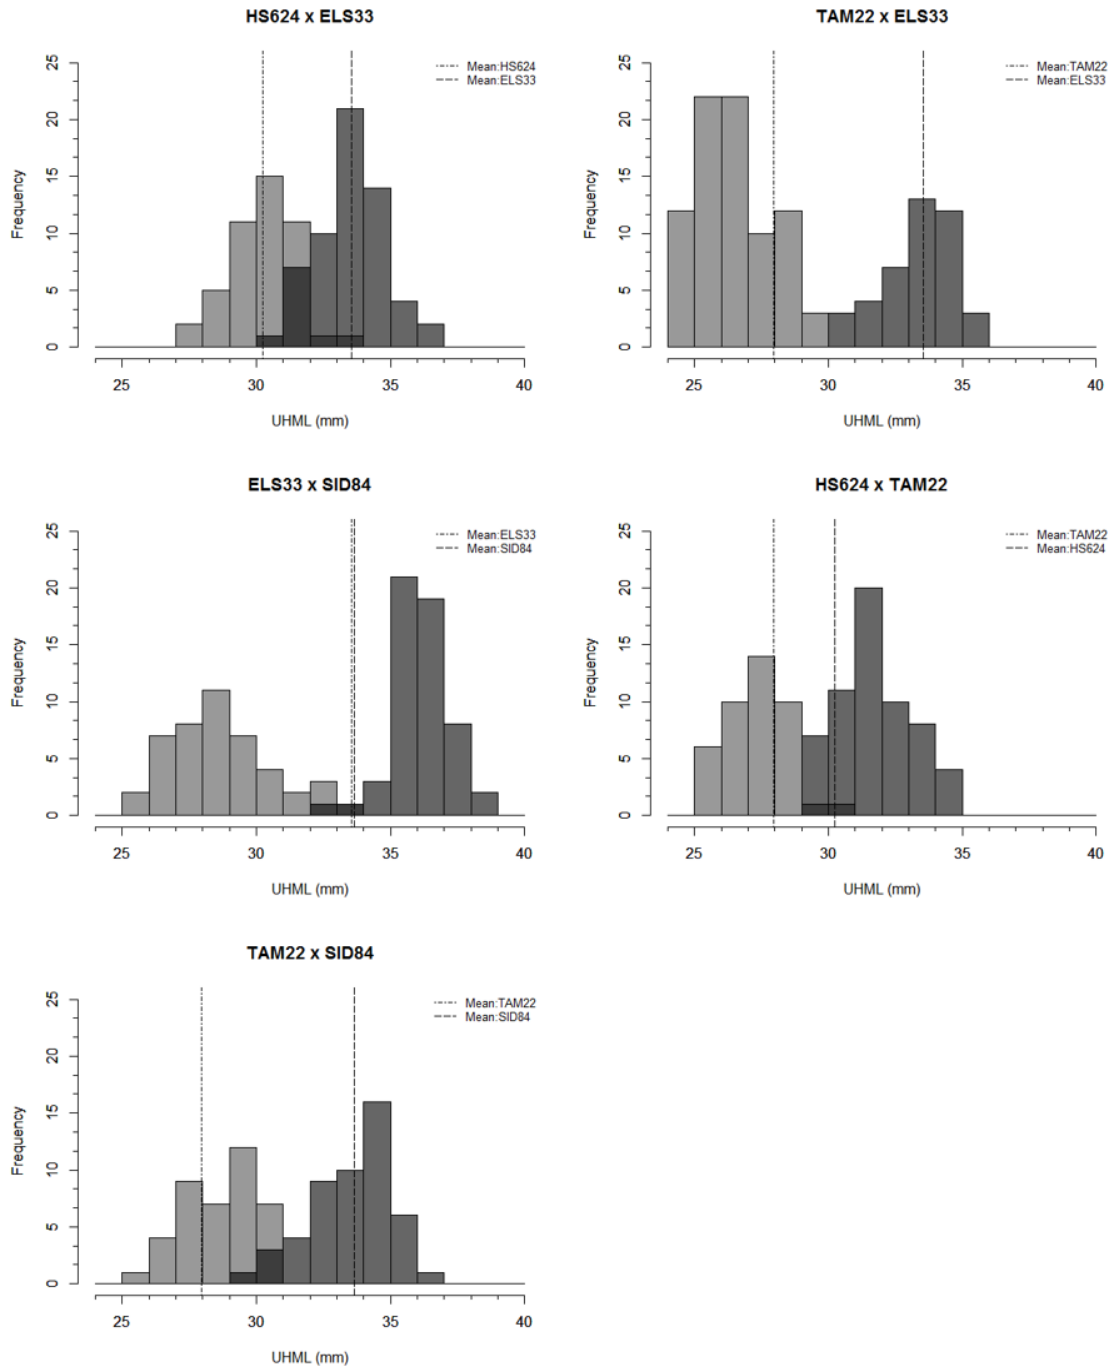 HS624 x ELS33
Mean:HS624
Mean:ELS33
Frequency
0 5 10 15 20 25
25 30 35 40
UHML (mm)
TAM22 x ELS33
Mean:TAM22
Mean:ELS33
Frequency
0 5 10 15 20 25
25 30 35 40
UHML (mm)
ELS33 x SID84
Mean:ELS33
Mean:SID84
Frequency
0 5 10 15 20 25
25 30 35 40
UHML (mm)
HS624 x TAM22
Mean:TAM22
Mean:HS624
Frequency
0 5 10 15 20 25
25 30 35 40
UHML (mm)
TAM22 x SID84
Mean:TAM22
Mean:SID84
Frequency
0 5 10 15 20 25
25 30 35 40
UHML (mm)